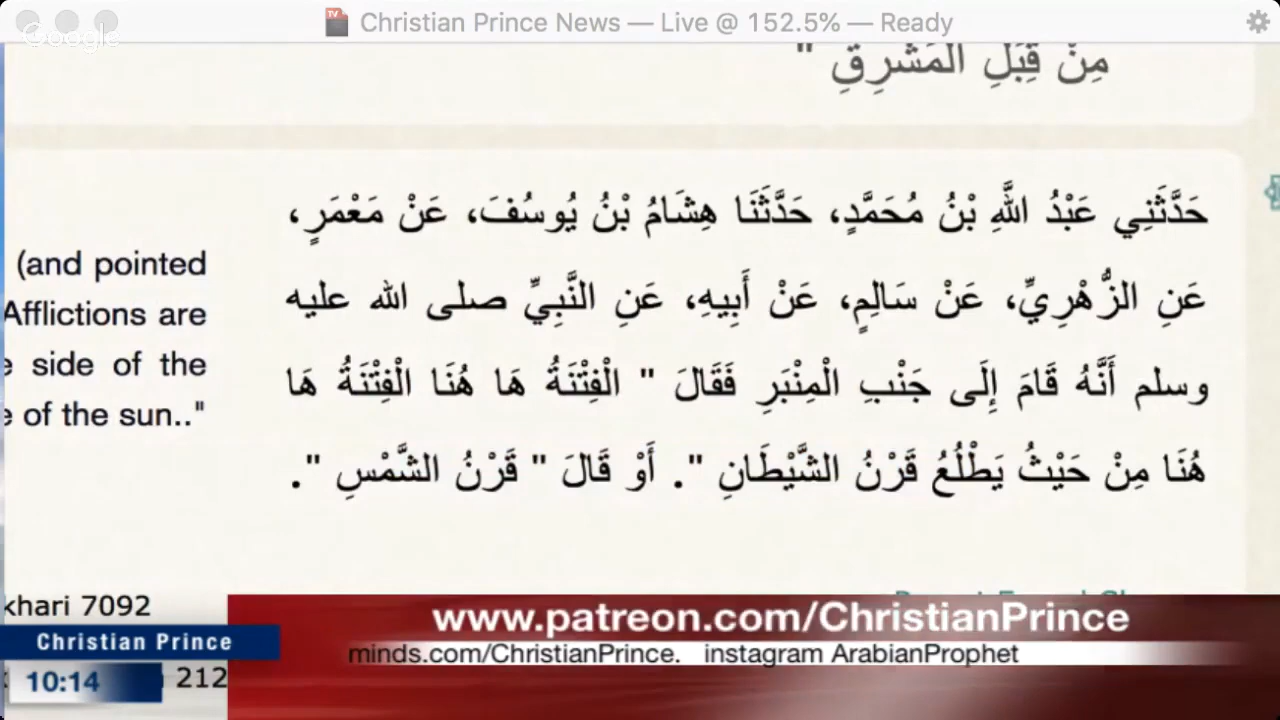 Christian Prince News — Live @ 152.5% — Ready
Google
مِنْ قِبَلِ الْمَشْرِقِ "
حَدَّثَنِي عَبْدُ اللَّهِ بْنُ مُحَمَّدٍ، حَدَّثَنَا هِشَامُ بْنُ يُوسُفَ، عَنْ مَعْمَرٍ،
عَنِ الزُّهْرِيِّ، عَنْ سَالِمٍ، عَنْ أَبِيهِ، عَنِ النَّبِيِّ صلى الله عليه
وسلم أَنَّهُ قَامَ إِلَى جَنْبِ الْمِنْبَرِ فَقَالَ " الْفِتْنَةُ هَا هُنَا الْفِتْنَةُ هَا
هُنَا مِنْ حَيْثُ يَطْلُعُ قَرْنُ الشَّيْطَانِ ". أَوْ قَالَ " قَرْنُ الشَّمْسِ ".
(and pointed
Afflictions are
e side of the
e of the sun.."
khari 7092
212
www.patreon.com/ChristianPrince
minds.com/ChristianPrince. instagram ArabianProphet
Christian Prince
10:14